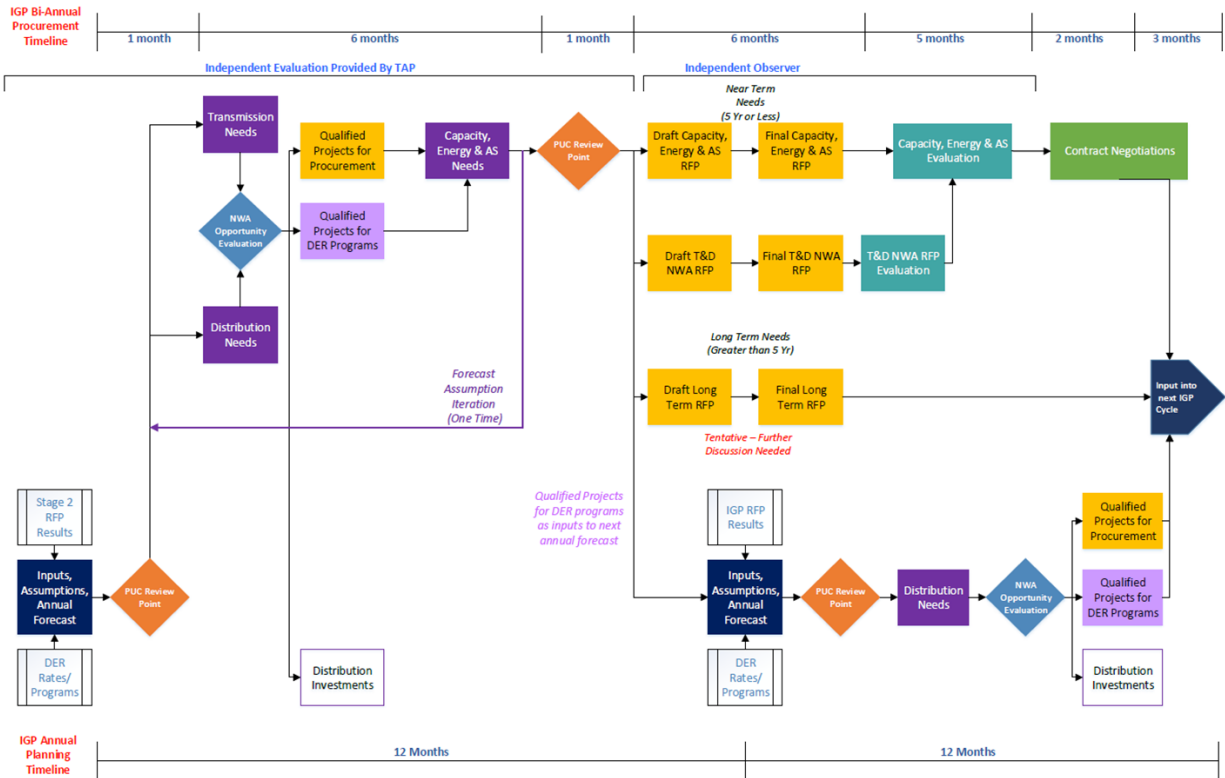 IGP Bi-Annual
Procurement
Timeline
1 month
6 months
1 month
6 months
5 months
2 months
3 months
Independent Evaluation Provided By TAP
Independent Observer
Near Term
Needs
(5 Yr or Less)
Transmission
Needs
Qualified
Projects for
Procurement
Capacity,
Energy & AS
Needs
PUC Review
Point
Draft Capacity,
Energy & AS
RFP
Final Capacity,
Energy & AS
RFP
Capacity, Energy & AS
Evaluation
Contract Negotiations
NWA
Opportunity
Evaluation
Qualified
Projects for
DER Programs
Draft T&D
NWA RFP
Final T&D NWA
RFP
T&D NWA RFP
Evaluation
Distribution
Needs
Long Term Needs
(Greater than 5 Yr)
Forecast
Assumption
Iteration
(One Time)
Draft Long
Term RFP
Final Long
Term RFP
Input into
next IGP
Cycle
Tentative – Further
Discussion Needed
Stage 2
RFP
Results
Qualified Projects
for DER programs
as inputs to next
annual forecast
IGP RFP
Results
Qualified
Projects for
Procurement
Inputs,
Assumptions,
Annual
Forecast
PUC Review
Point
Inputs,
Assumptions,
Annual
Forecast
PUC Review
Point
Distribution
Needs
NWA
Opportunity
Evaluation
Qualified
Projects for
DER Programs
DER
Rates/
Programs
Distribution
Investments
DER
Rates/
Programs
Distribution
Investments
IGP Annual
Planning
Timeline
12 Months
12 Months